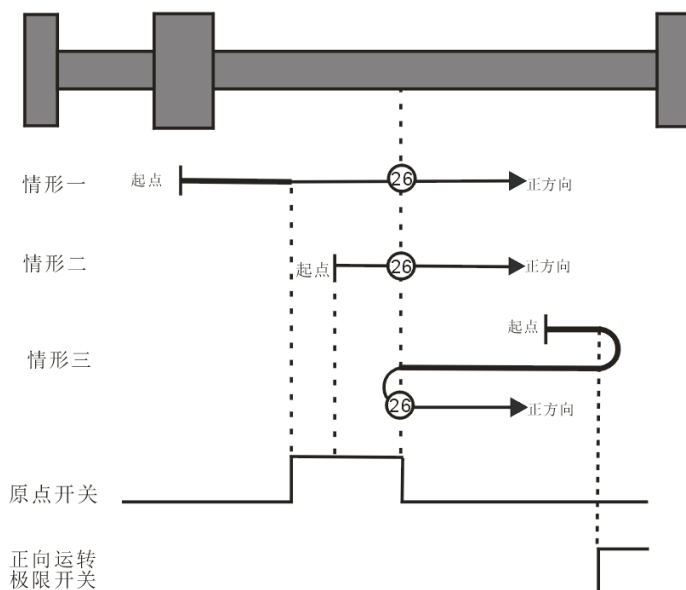 情形一
起点
26
正方向
情形二
起点
26
正方向
起点
情形三
26
正方向
原点开关
正向运转
极限开关